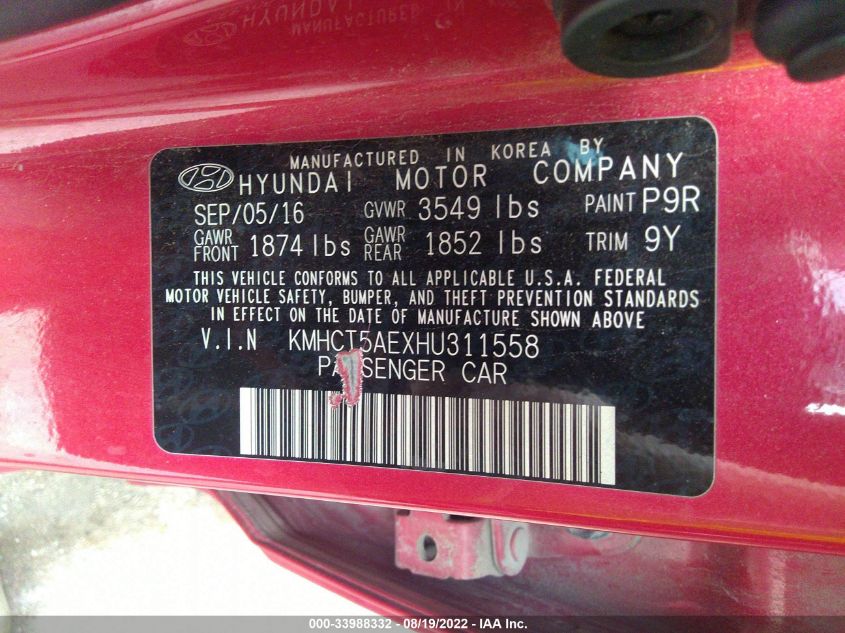 MANUFACTURED IN KOREA BY
HYUNDAI MOTOR COMPANY
SEP/05/16 GVWR 3549 lbs PAINT P9R
GAWR FRONT 1874 lbs GAWR REAR 1852 lbs TRIM 9Y
THIS VEHICLE CONFORMS TO ALL APPLICABLE U.S.A. FEDERAL
MOTOR VEHICLE SAFETY, BUMPER, AND THEFT PREVENTION STANDARDS
IN EFFECT ON THE DATE OF MANUFACTURE SHOWN ABOVE
V.I.N KMHCT5AEXHU311558
PASSENGER CAR
000-33988332 - 08/19/2022 - IAA Inc.